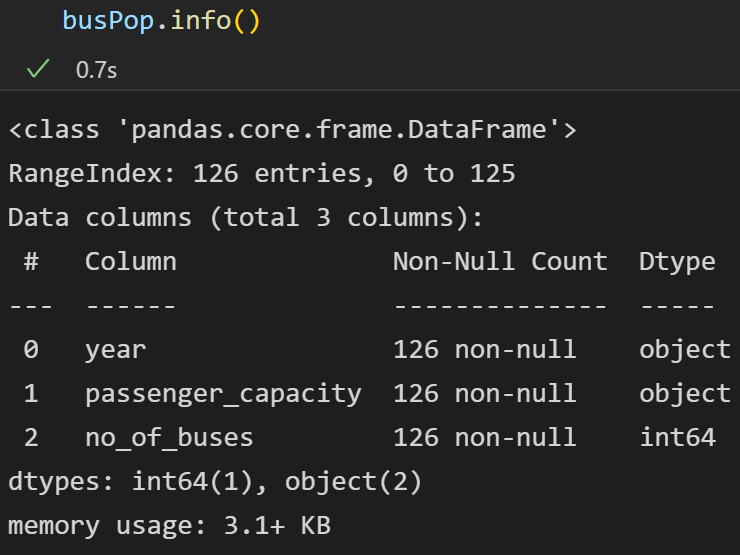 busPop.info()
✓ 0.7s
<class 'pandas.core.frame.DataFrame'>
RangeIndex: 126 entries, 0 to 125
Data columns (total 3 columns):
 #   Column              Non-Null Count  Dtype
---  ------              --------------  -----
 0   year                126 non-null    object
 1   passenger_capacity  126 non-null    object
 2   no_of_buses         126 non-null    int64
dtypes: int64(1), object(2)
memory usage: 3.1+ KB